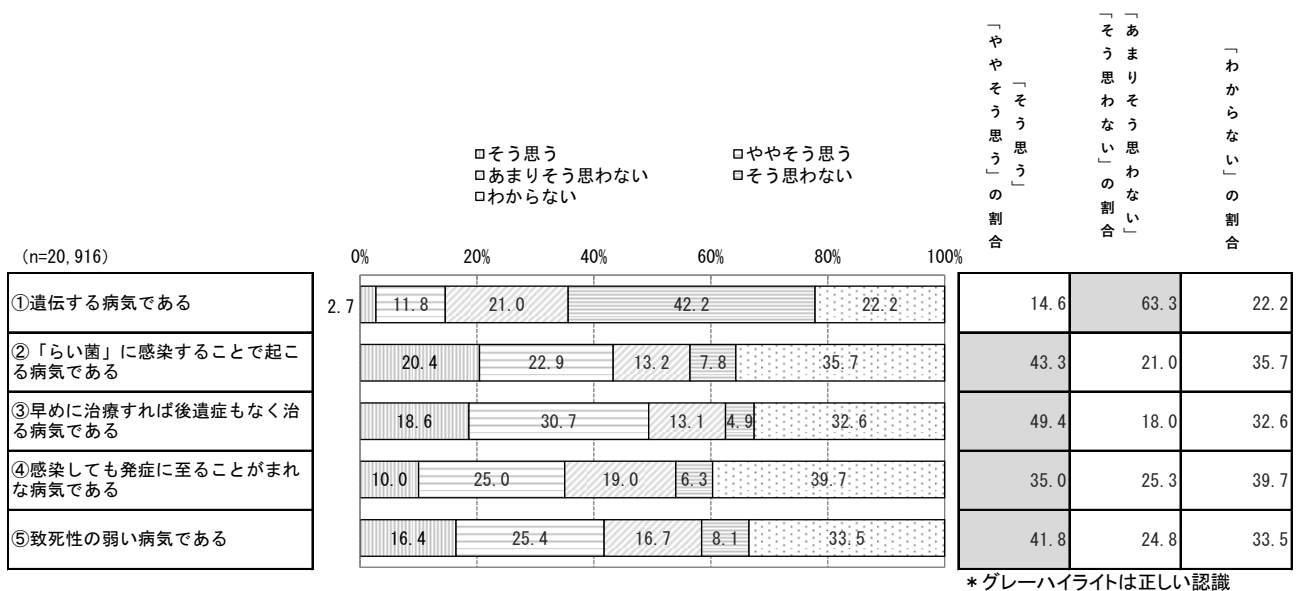 「やや そう思う」の割合
「そう思う」
「そう思わない」の割合
「あまりそう思わない」
「わからない」の割合
□そう思う □ややそう思う
□あまりそう思わない □そう思わない
□わからない
(n=20,916) 0% 20% 40% 60% 80% 100%
①遺伝する病気である 2.7 11.8 21.0 42.2 22.2 14.6 63.3 22.2
②「らい菌」に感染することで起こ
る病気である 20.4 22.9 13.2 7.8 35.7 43.3 21.0 35.7
③早めに治療すれば後遺症もなく治
る病気である 18.6 30.7 13.1 4.9 32.6 49.4 18.0 32.6
④感染しても発症に至ることがまれ
な病気である 10.0 25.0 19.0 6.3 39.7 35.0 25.3 39.7
⑤致死性の弱い病気である 16.4 25.4 16.7 8.1 33.5 41.8 24.8 33.5
*グレーハイライトは正しい認識